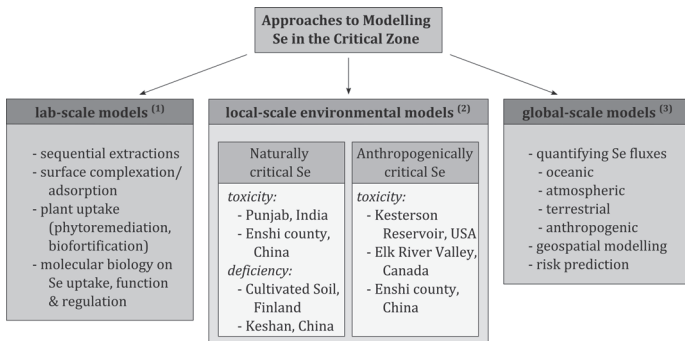 Approaches to Modelling
Se in the Critical Zone
lab-scale models (1)
- sequential extractions
- surface complexation/
adsorption
- plant uptake
(phytoremediation,
biofortification)
- molecular biology on
Se uptake, function
& regulation
local-scale environmental models (2)
Naturally
critical Se
toxicity:
- Punjab, India
- Enshi county,
China
deficiency:
- Cultivated Soil,
Finland
- Keshan, China
Anthropogenically
critical Se
toxicity:
- Kesterson
Reservoir, USA
- Elk River Valley,
Canada
- Enshi county,
China
global-scale models (3)
- quantifying Se fluxes
- oceanic
- atmospheric
- terrestrial
- anthropogenic
- geospatial modelling
- risk prediction